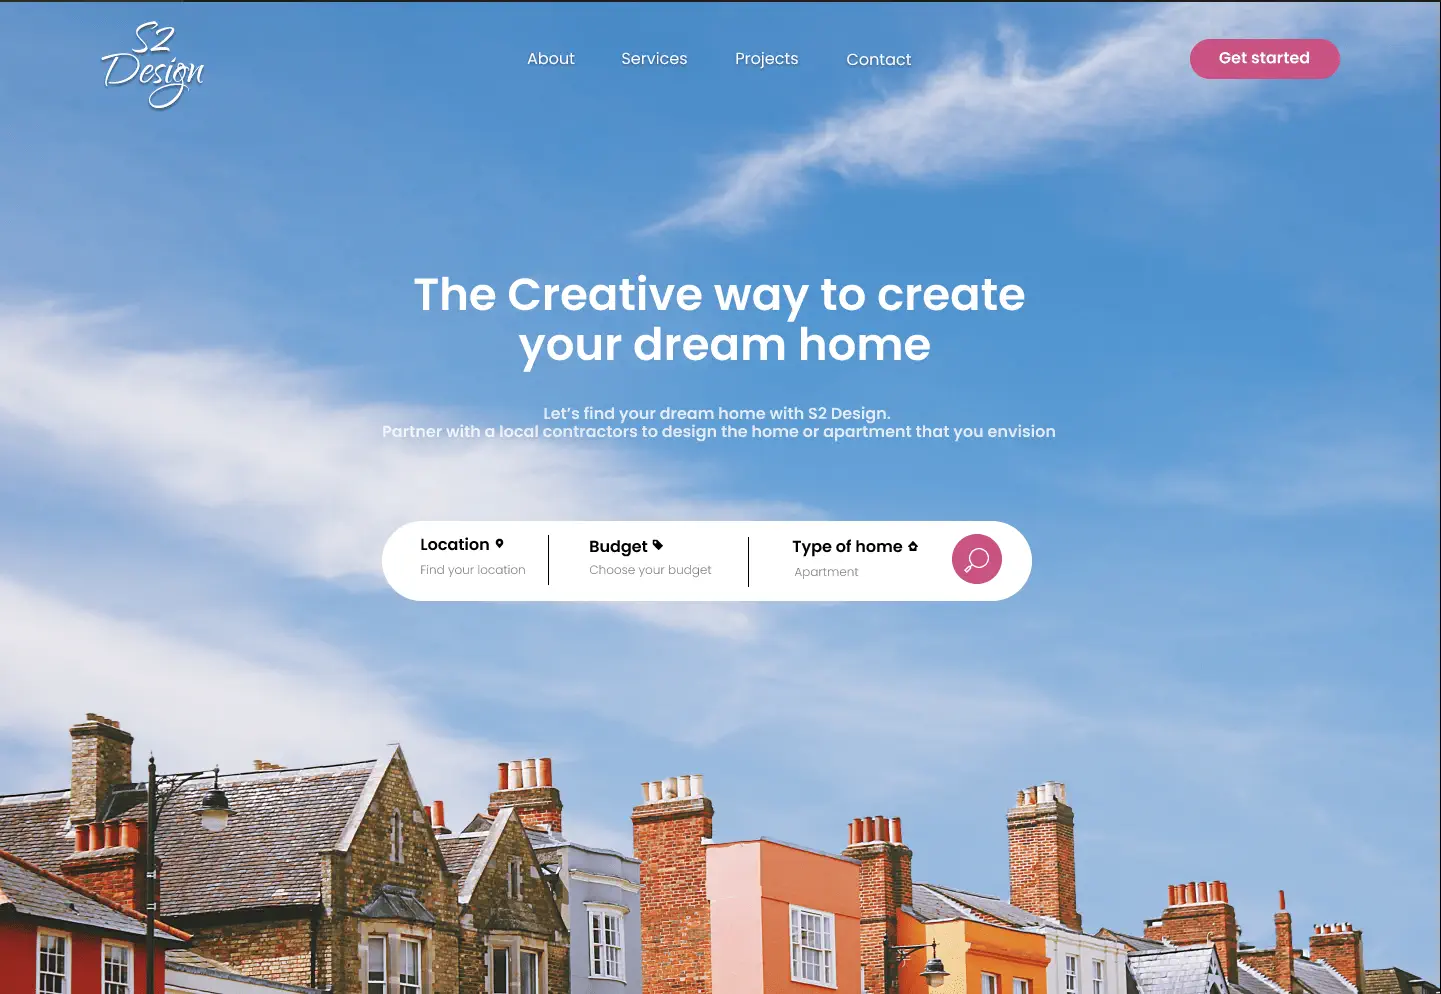 S2
Design
About Services Projects Contact Get started
The Creative way to create
your dream home
Let's find your dream home with S2 Design.
Partner with a local contractors to design the home or apartment that you envision
Location Budget Type of home
Find your location Choose your budget Apartment